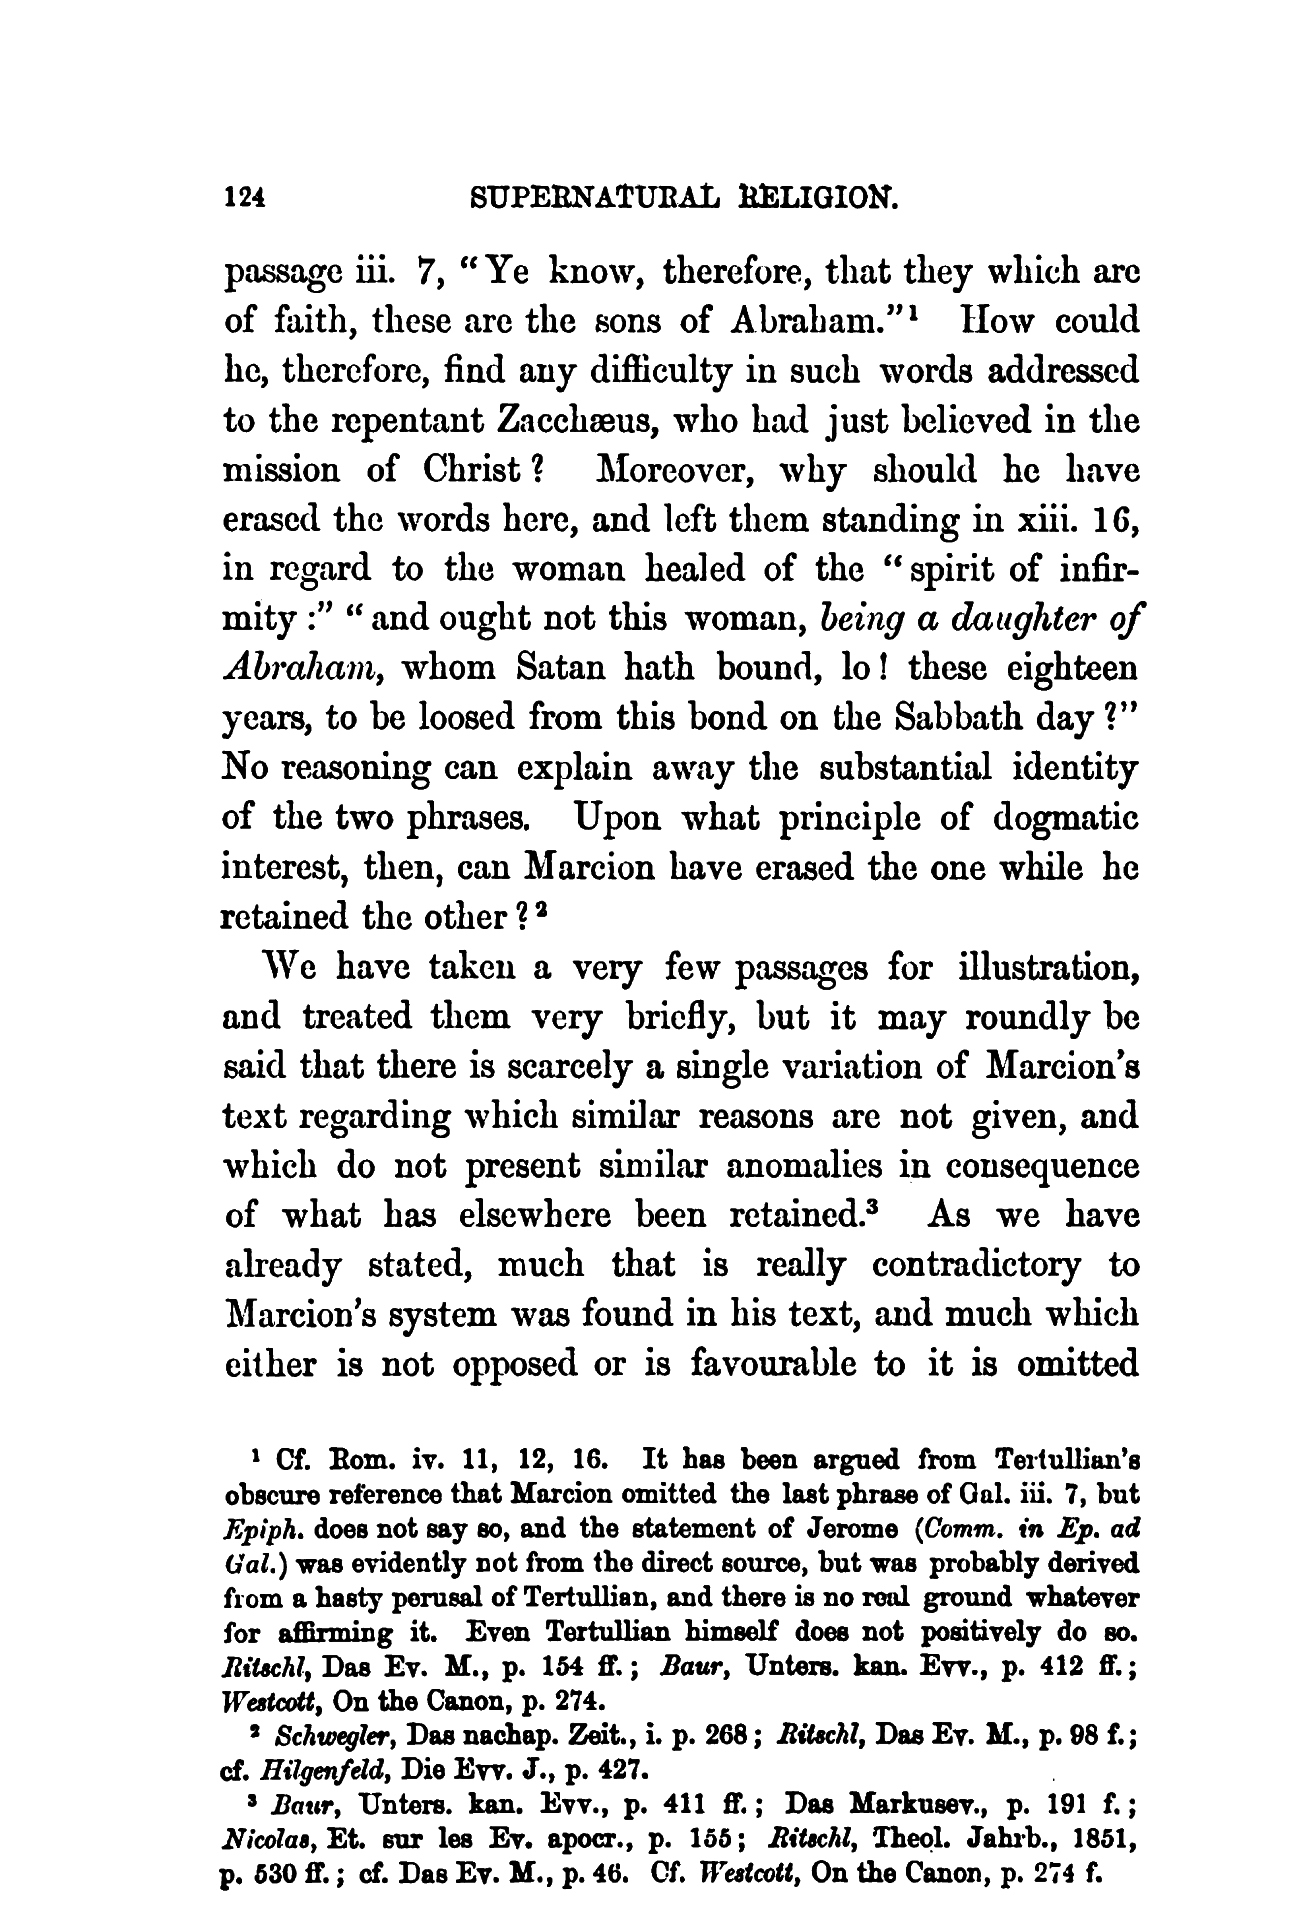 124 SUPERNATURAL RELIGION.
passage iii. 7, “Ye know, therefore, that they which are
of faith, these are the sons of Abraham.”¹ How could
he, therefore, find any difficulty in such words addressed
to the repentant Zacchæus, who had just believed in the
mission of Christ? Moreover, why should he have
erased the words here, and left them standing in xiii. 16,
in regard to the woman healed of the “spirit of infir-
mity:” “and ought not this woman, being a daughter of
Abraham, whom Satan hath bound, lo! these eighteen
years, to be loosed from this bond on the Sabbath day?”
No reasoning can explain away the substantial identity
of the two phrases. Upon what principle of dogmatic
interest, then, can Marcion have erased the one while he
retained the other?²
We have taken a very few passages for illustration,
and treated them very briefly, but it may roundly be
said that there is scarcely a single variation of Marcion’s
text regarding which similar reasons are not given, and
which do not present similar anomalies in consequence
of what has elsewhere been retained.³ As we have
already stated, much that is really contradictory to
Marcion’s system was found in his text, and much which
either is not opposed or is favourable to it is omitted
¹ Cf. Rom. iv. 11, 12, 16. It has been argued from Tertullian’s
obscure reference that Marcion omitted the last phrase of Gal. iii. 7, but
Epiph. does not say so, and the statement of Jerome (Comm. in Ep. ad
Gal.) was evidently not from the direct source, but was probably derived
from a hasty perusal of Tertullian, and there is no real ground whatever
for affirming it. Even Tertullian himself does not positively do so.
Ritschl, Das Ev. M., p. 154 ff.; Baur, Unters. kan. Evv., p. 412 ff.;
Westcott, On the Canon, p. 274.
² Schwegler, Das nachap. Zeit., i. p. 268; Ritschl, Das Ev. M., p. 98 f.;
cf. Hilgenfeld, Die Evv. J., p. 427.
³ Baur, Unters. kan. Evv., p. 411 ff.; Das Markusev., p. 191 f.;
Nicolas, Et. sur les Ev. apocr., p. 155; Ritschl, Theol. Jahrb., 1851,
p. 530 ff.; cf. Das Ev. M., p. 46. Cf. Westcott, On the Canon, p. 274 f.